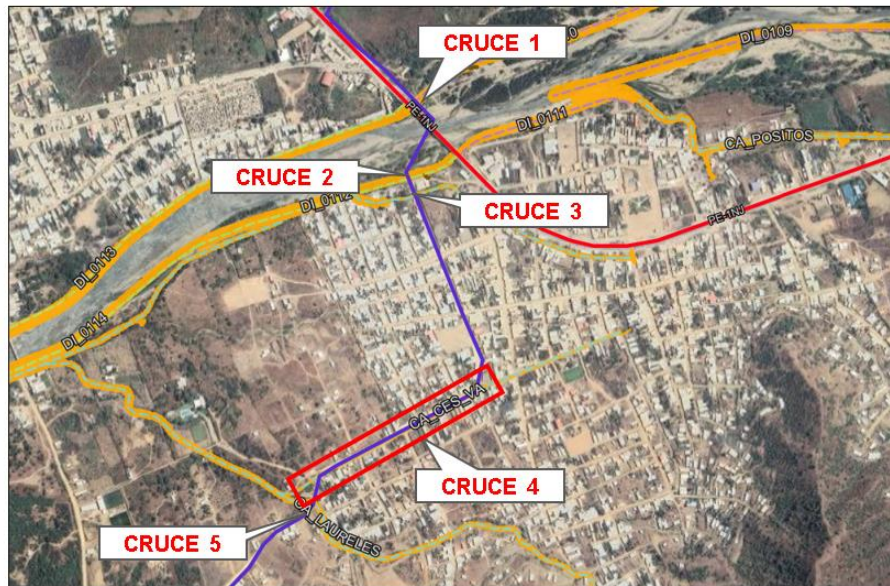 CRUCE 1
0
DI_0109
PE-1NJ
DI_0111
CA_POSITOS
CRUCE 2
DI_0112
CRUCE 3
PE-1NJ
DI_0113
DI_0114
CA_CES_VA
CRUCE 4
CA_LAURELES
CRUCE 5